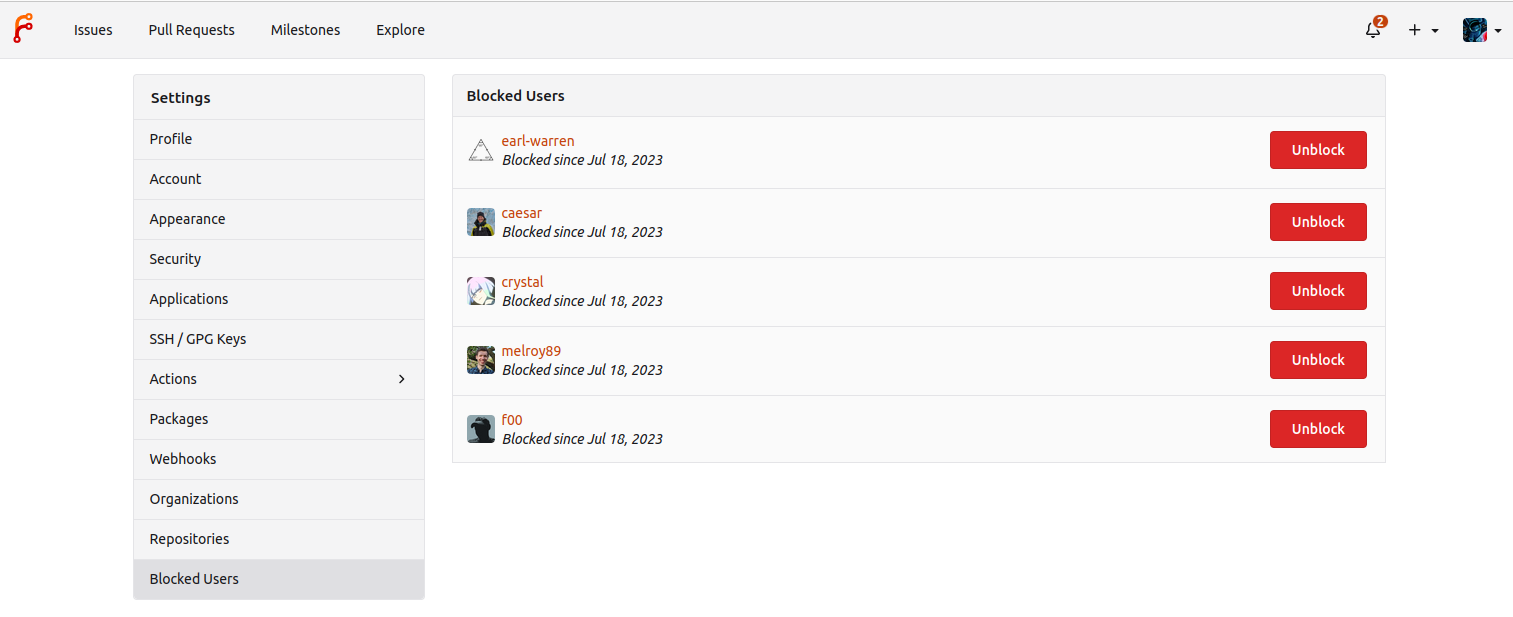 Issues
Pull Requests
Milestones
Explore
2
Settings
Profile
Account
Appearance
Security
Applications
SSH / GPG Keys
Actions
Packages
Webhooks
Organizations
Repositories
Blocked Users
Blocked Users
earl-warren
Blocked since Jul 18, 2023
Unblock
caesar
Blocked since Jul 18, 2023
Unblock
crystal
Blocked since Jul 18, 2023
Unblock
melroy89
Blocked since Jul 18, 2023
Unblock
f00
Blocked since Jul 18, 2023
Unblock